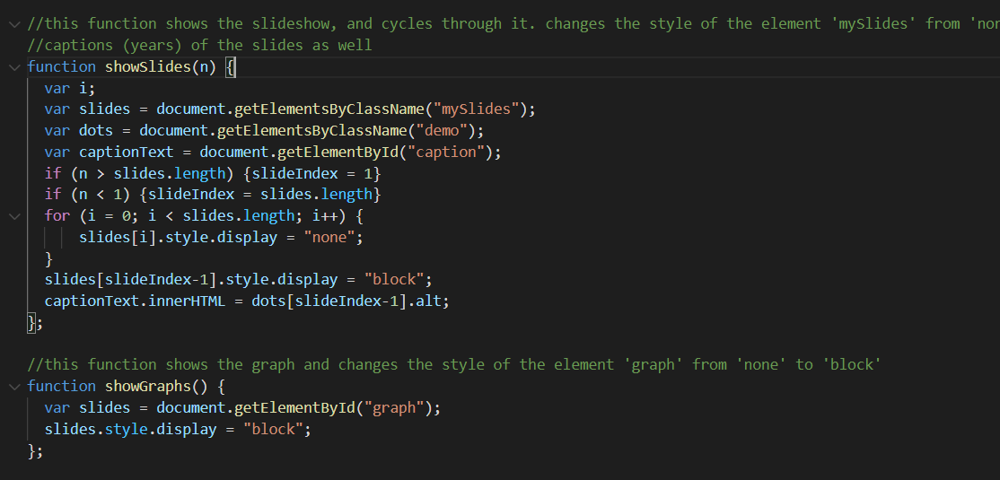 //this function shows the slideshow, and cycles through it. changes the style of the element 'mySlides' from
//captions (years) of the slides as well
function showSlides(n) {
var i;
var slides = document.getElementsByClassName("mySlides");
var dots = document.getElementsByClassName("demo");
var captionText = document.getElementById("caption");
if (n > slides.length) {slideIndex = 1}
if (n < 1) {slideIndex = slides.length}
for (i = 0; i < slides.length; i++) {
slides[i].style.display = "none";
}
slides[slideIndex-1].style.display = "block";
captionText.innerHTML = dots[slideIndex-1].alt;
};
//this function shows the graph and changes the style of the element 'graph' from 'none' to 'block'
function showGraphs() {
var slides = document.getElementById("graph");
slides.style.display = "block";
};